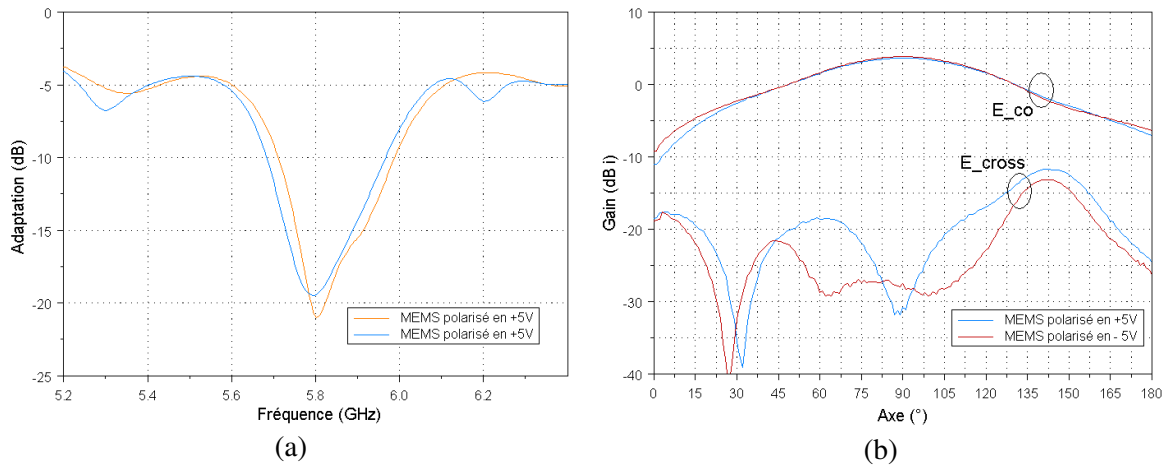 0
-5
-10
-15
-20
-25
Adaptation (dB)
MEMS polarisé en +5V
MEMS polarisé en +5V
5.2
5.4
5.6
5.8
6.0
6.2
Fréquence (GHz)
(a)
10
0
-10
-20
-30
-40
Gain (dBi)
E_co
E_cross
MEMS polarisé en +5V
MEMS polarisé en - 5V
0
15
30
45
60
75
90
105
120
135
150
165
180
Axe (°)
(b)